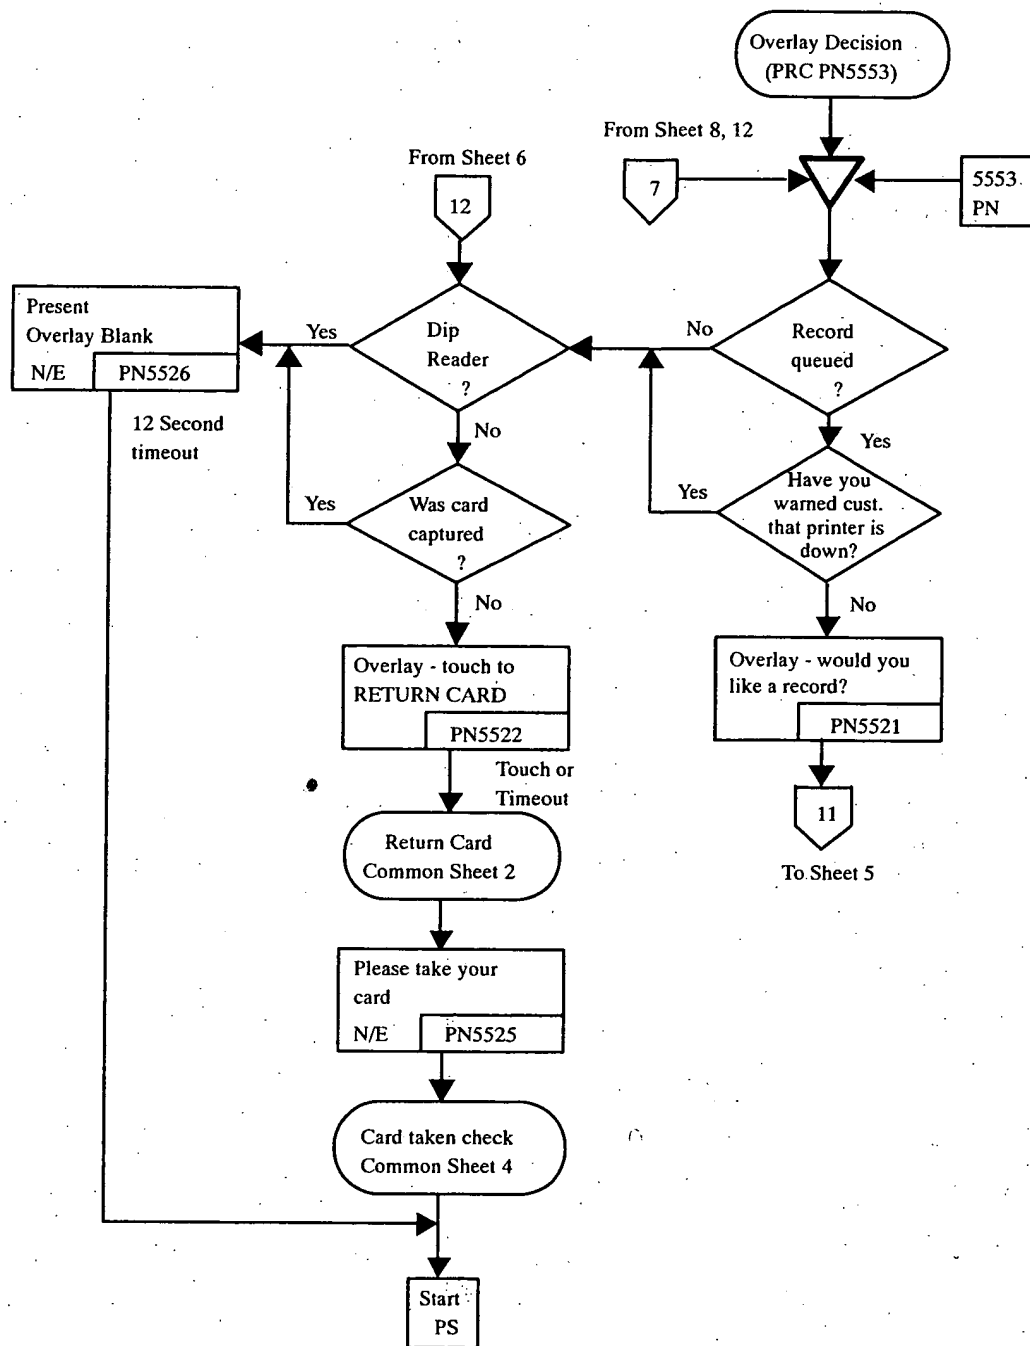 Overlay Decision
(PRC PN5553)
From Sheet 8, 12
From Sheet 6
7
5553
PN
12
Present
Overlay Blank
N/E
PN5526
Yes
Dip
Reader
?
No
Record
queued
?
12 Second
timeout
No
Yes
Yes
Was card
captured
?
Yes
Have you
warned cust.
that printer is
down?
No
No
Overlay - touch to
RETURN CARD
PN5522
Overlay - would you
like a record?
PN5521
Touch or
Timeout
11
To Sheet 5
Return Card
Common Sheet 2
Please take your
card
N/E
PN5525
Card taken check
Common Sheet 4
Start
PS